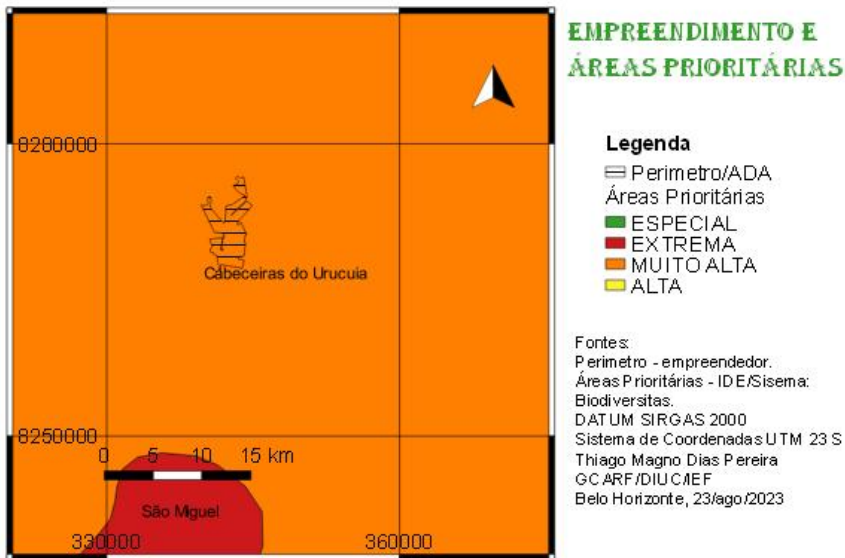 EMPREENDIMENTO E
ÁREAS PRIORITÁRIAS
8280000
Cabeceiras do Urucuia
8250000
0 5 10 15 km
São Miguel
330000 360000
Legenda
Perimetro/ADA
Áreas Prioritárias
ESPECIAL
EXTREMA
MUITO ALTA
ALTA
Fontes:
Perimetro - empreendedor.
Áreas Prioritárias - IDE/Sisema:
Biodiversitas.
DATUM SIRGAS 2000
Sistema de Coordenadas UTM 23 S
Thiago Magno Dias Pereira
GCARF/DIUC/IEF
Belo Horizonte, 23/ago/2023